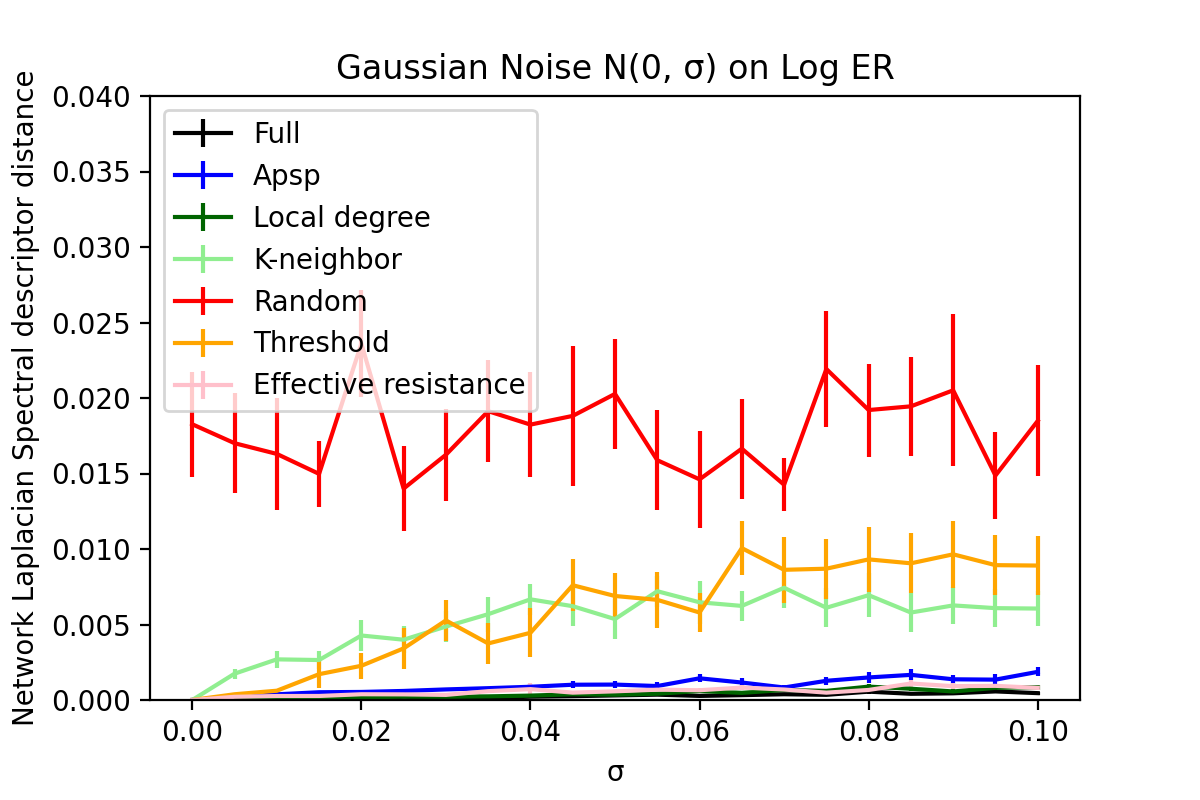 Gaussian Noise N(0, σ) on Log ER
Network Laplacian Spectral descriptor distance
0.040
0.035
0.030
0.025
0.020
0.015
0.010
0.005
0.000
Full
Apsp
Local degree
K-neighbor
Random
Threshold
Effective resistance
0.00 0.02 0.04 0.06 0.08 0.10
σ